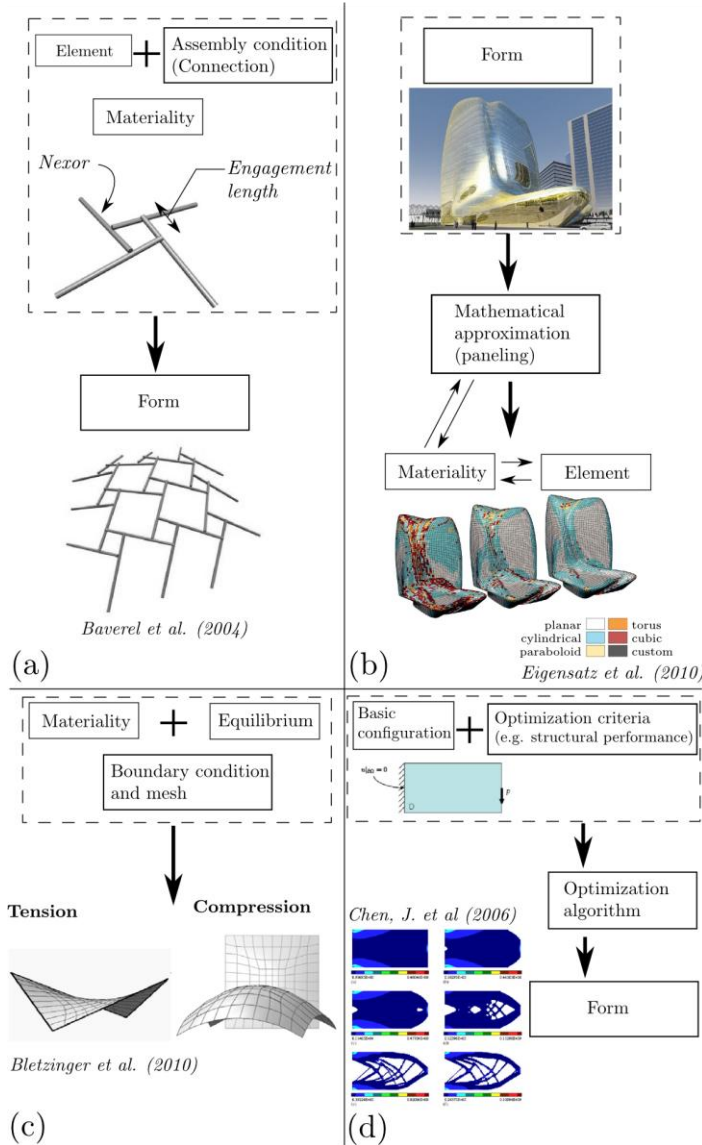 Element
Assembly condition
(Connection)
Materiality
Nexor
Engagement
length
Form
Baverel et al. (2004)
(a)
Form
Mathematical
approximation
(paneling)
Materiality
Element
planar
torus
cylindrical
cubic
paraboloid
custom
Eigensatz et al. (2010)
(b)
Materiality
+
Equilibrium
Boundary condition
and mesh
Tension
Compression
Bletzinger et al. (2010)
(c)
Basic
configuration
Optimization criteria
(e.g. structural performance)
P
Chen, J. et al (2006)
Optimization
algorithm
Form
(d)